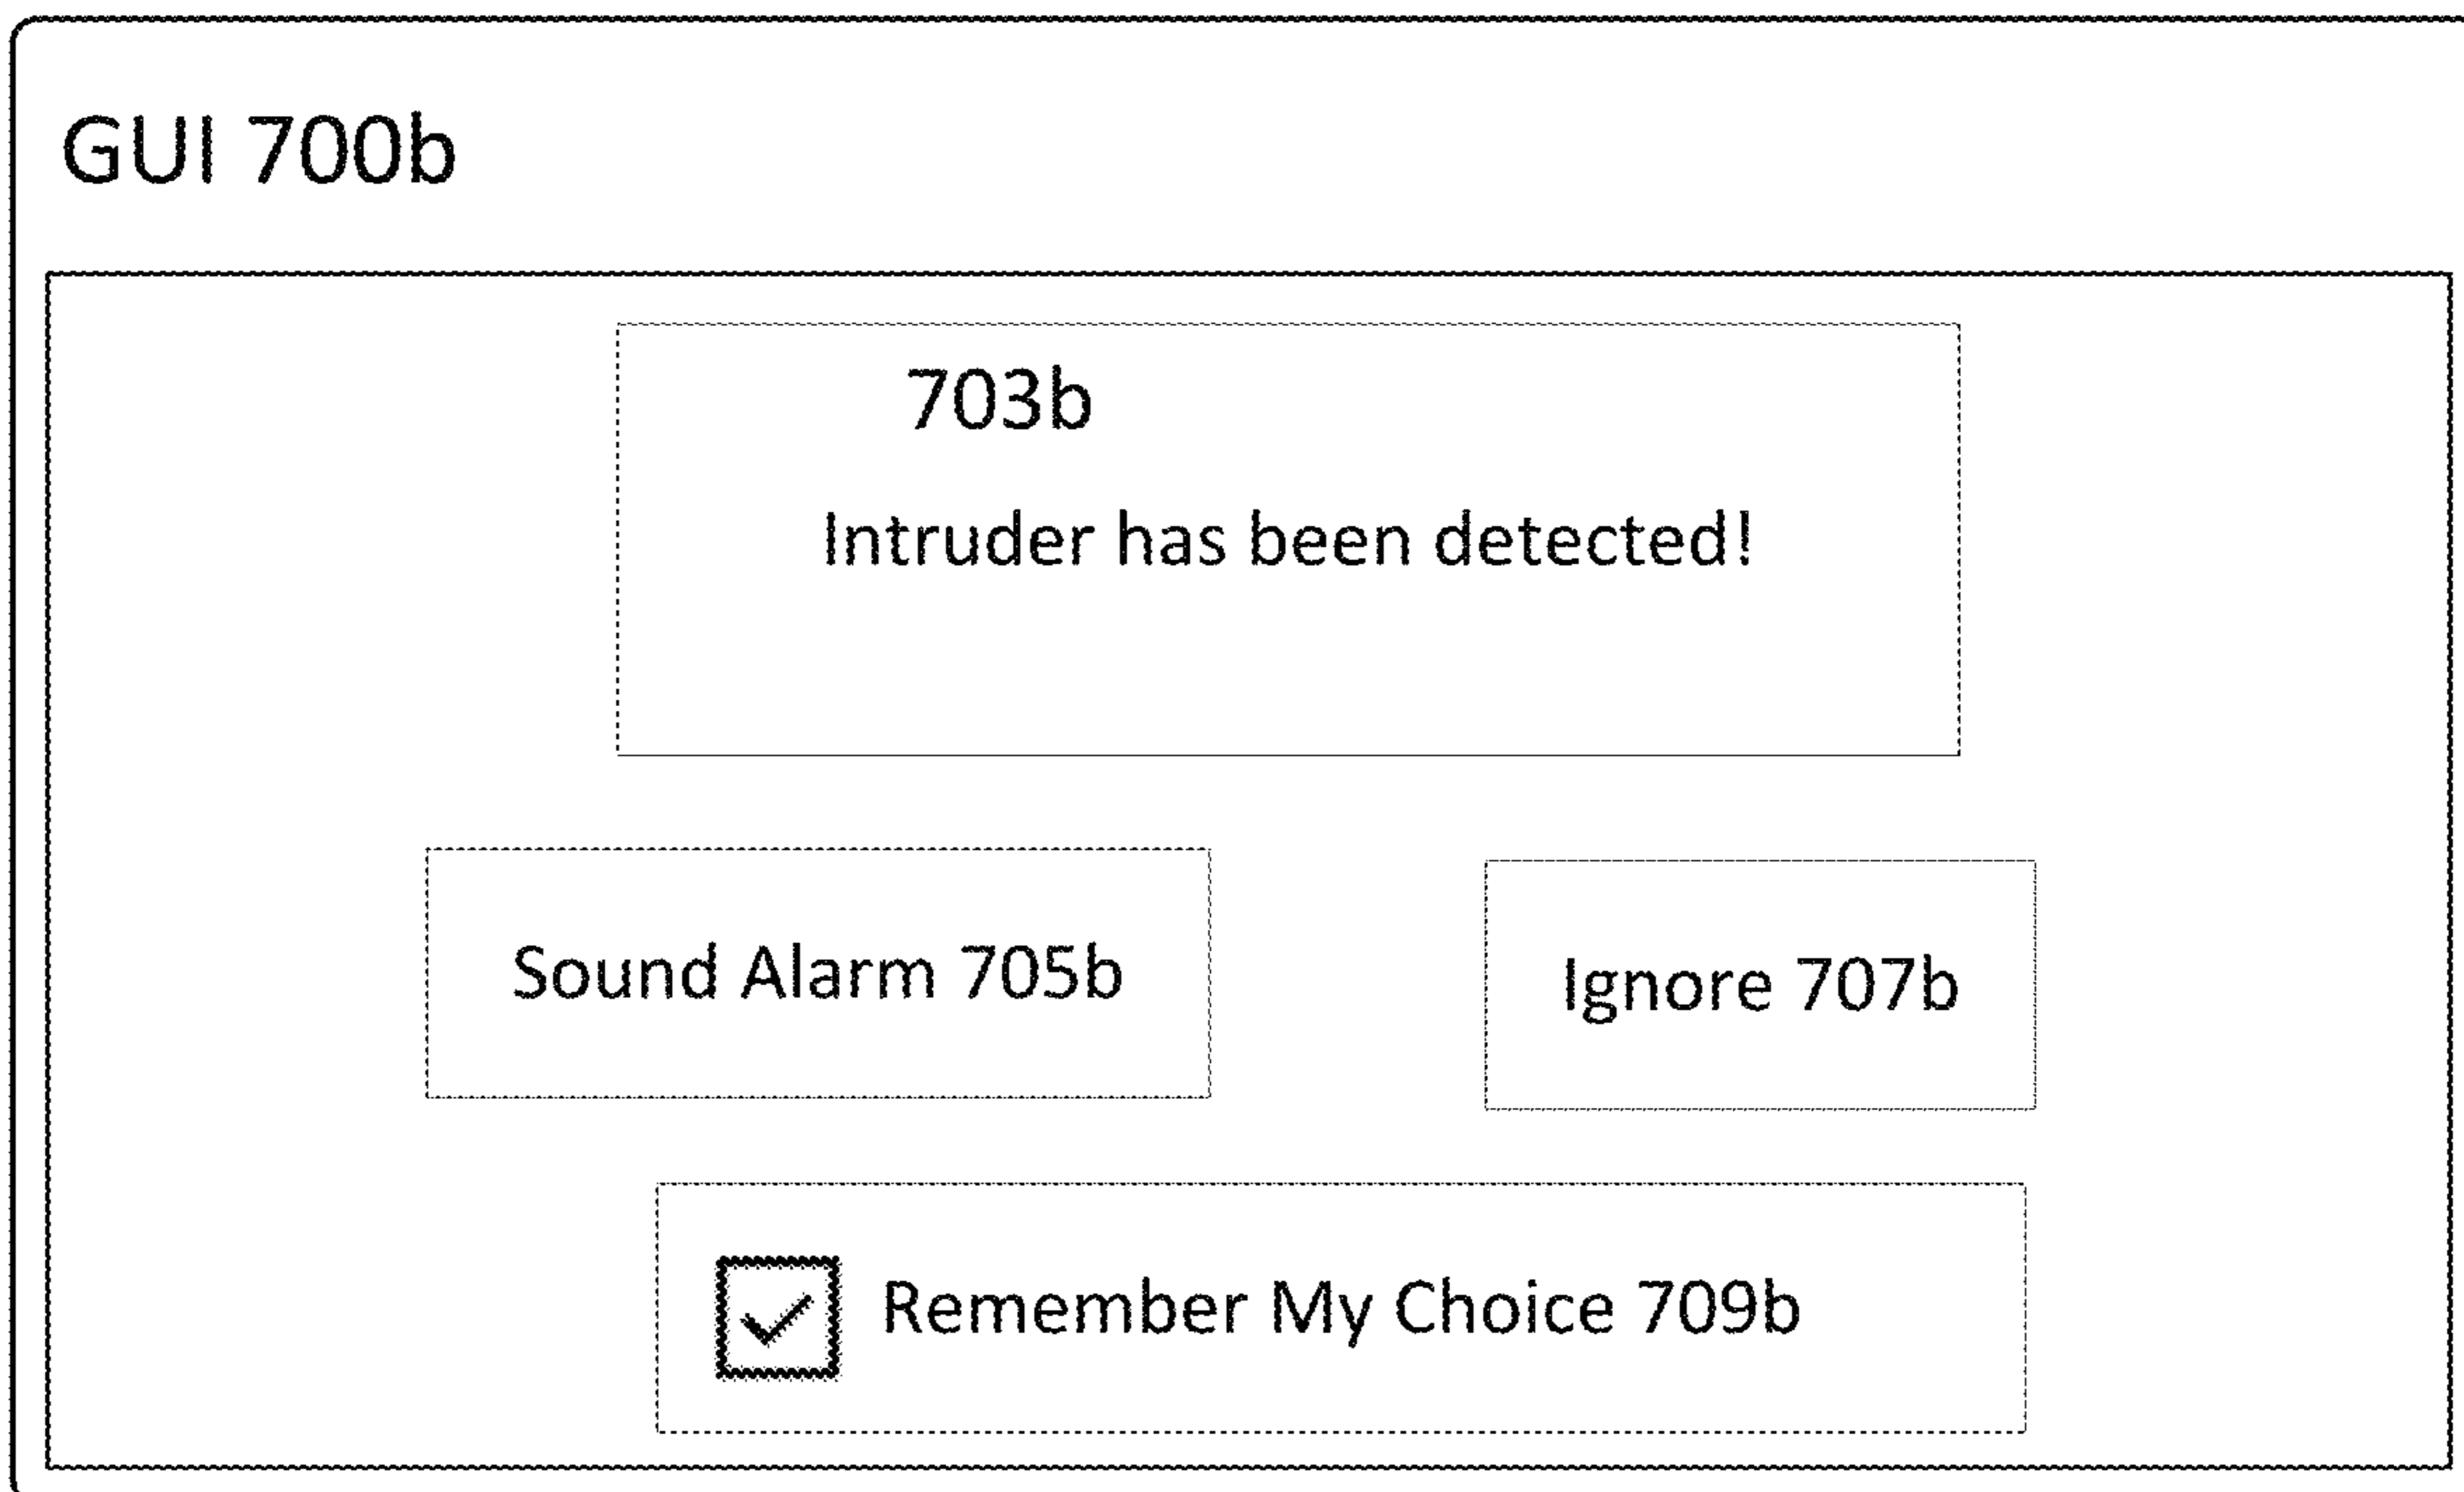 GUI 700b
703b
Intruder has been detected!
Sound Alarm 705b
Ignore 707b
Remember My Choice 709b